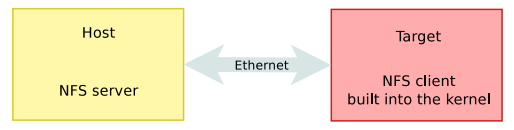 Host
NFS server
Ethernet
Target
NFS client
built into the kernel